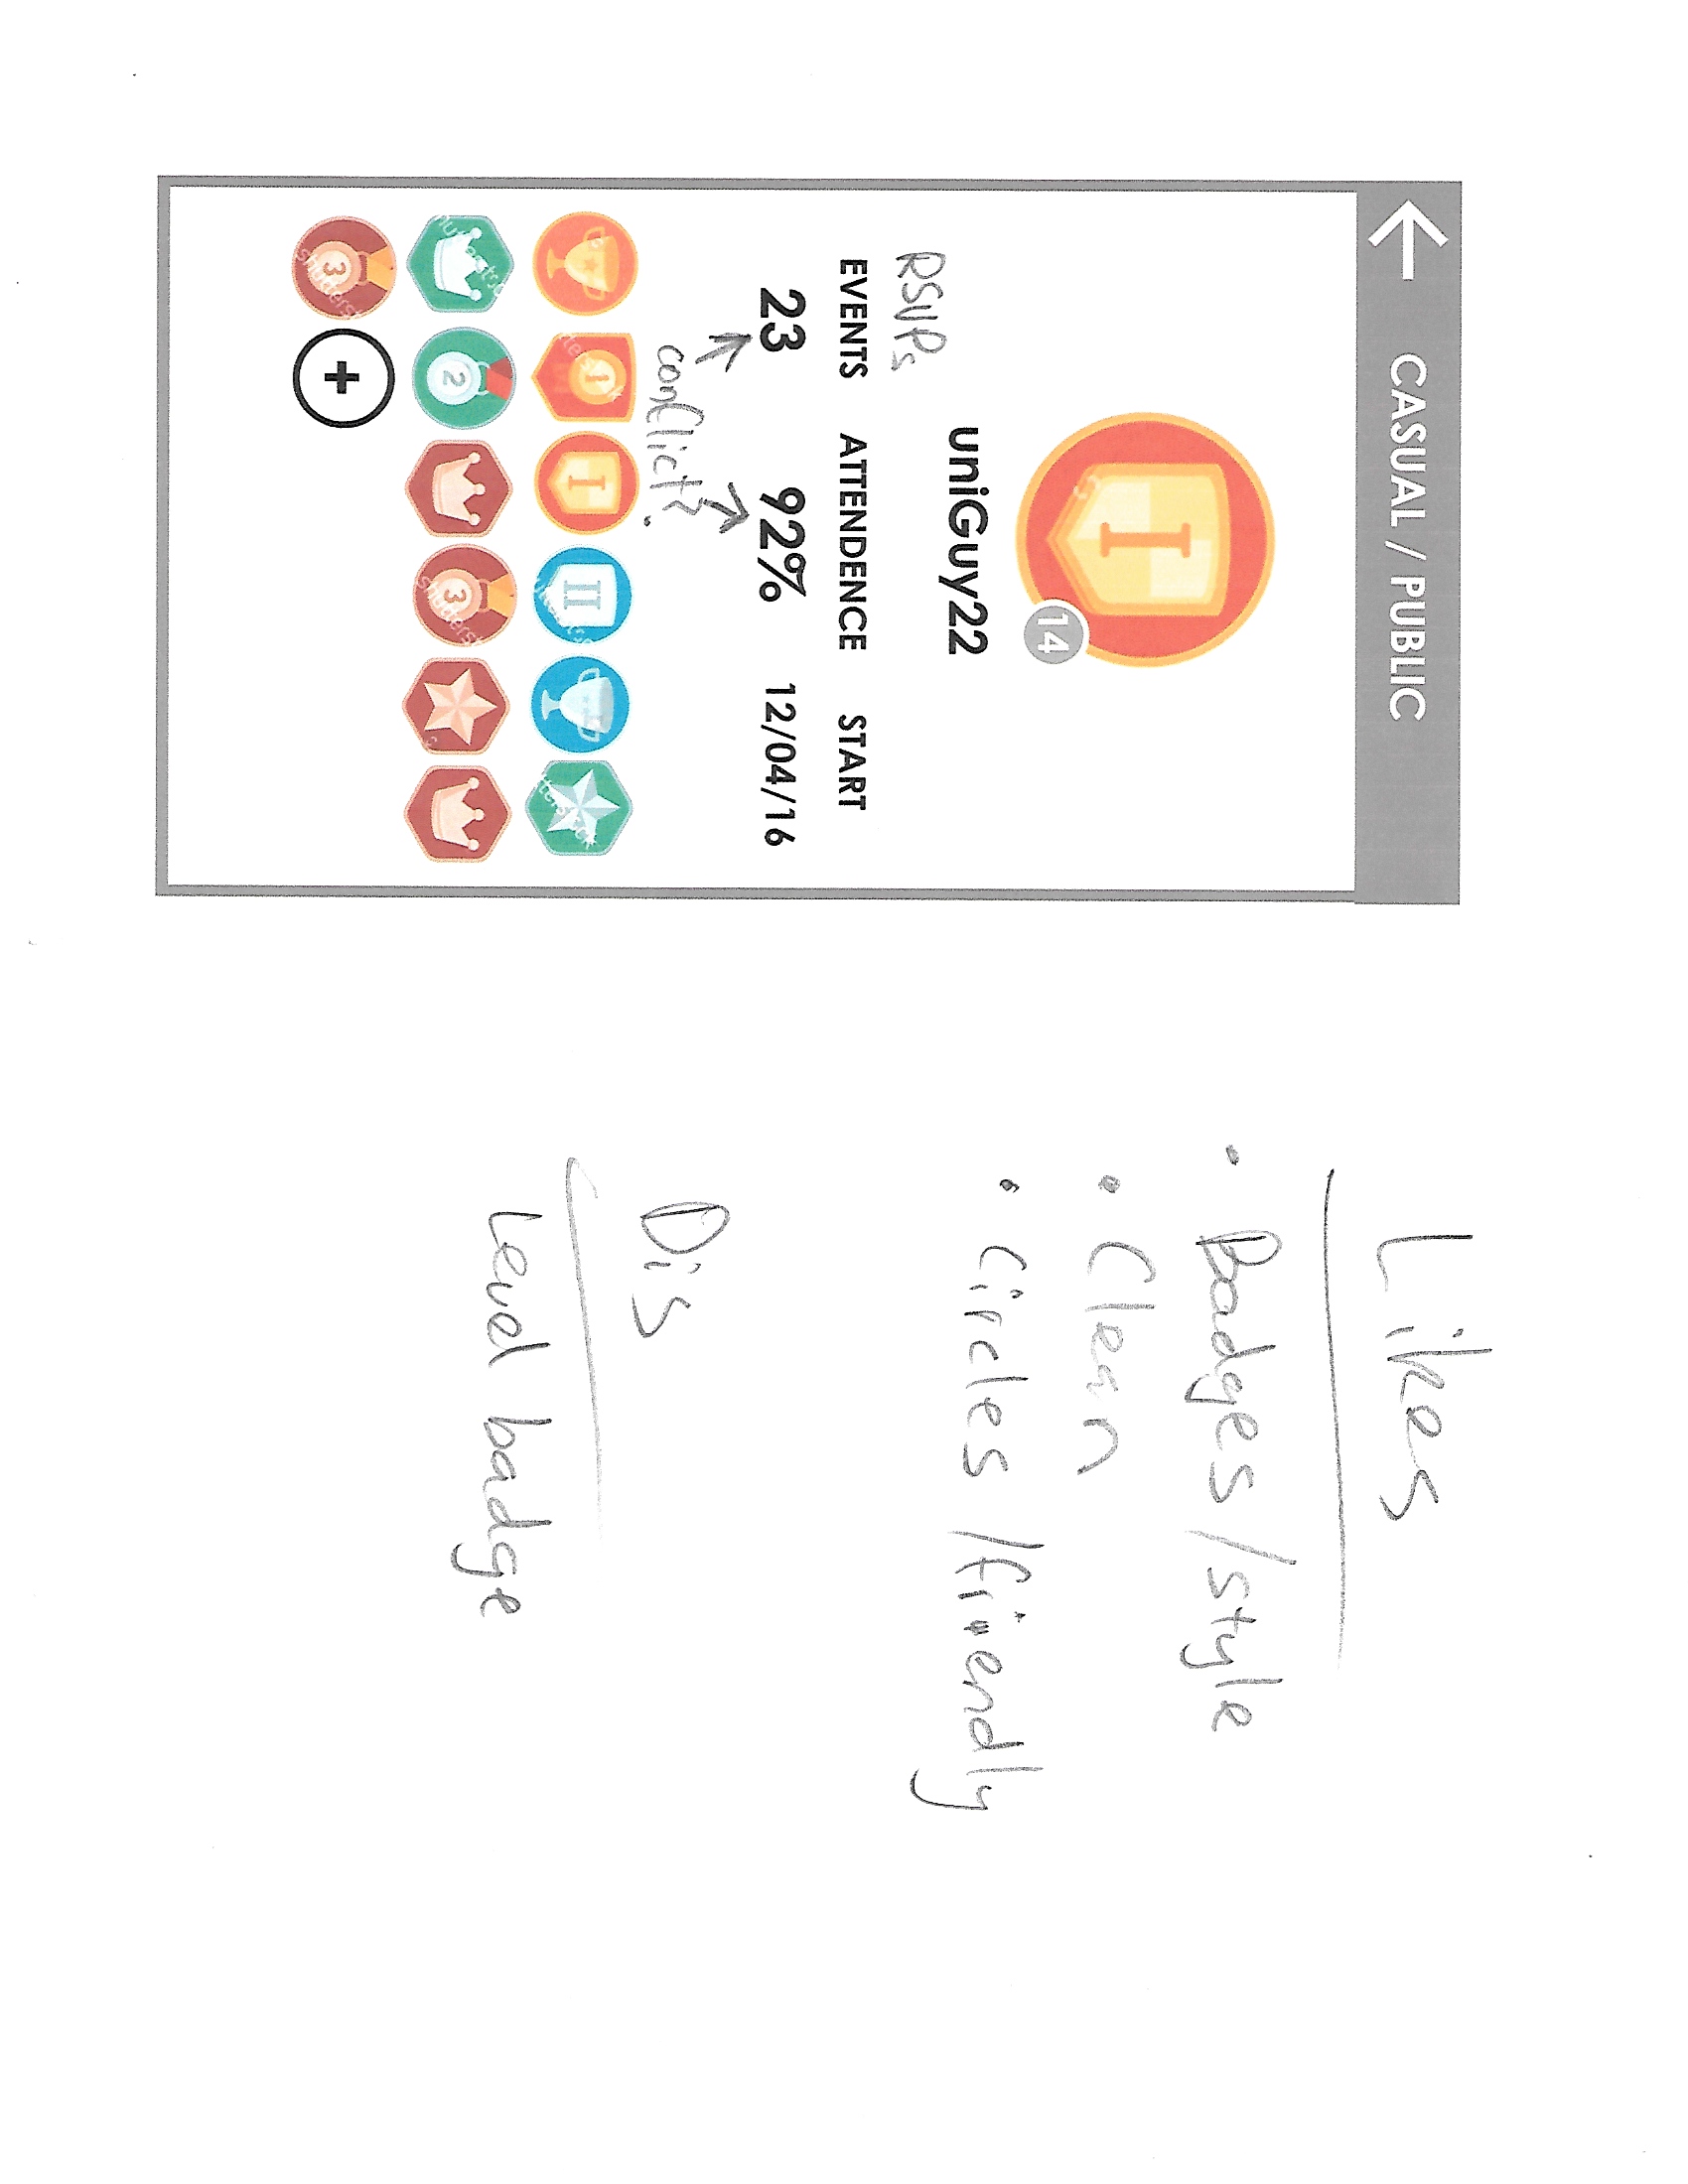 CASUAL / PUBLIC
I
14
uniGuy22
RSVPs
EVENTS ATTENDENCE START
23 92% 12/04/16
conflict?
1 I II
2 3
3 +
Likes
• Badges/style
• Clean
• Circles/friendly
Dis
Level badge